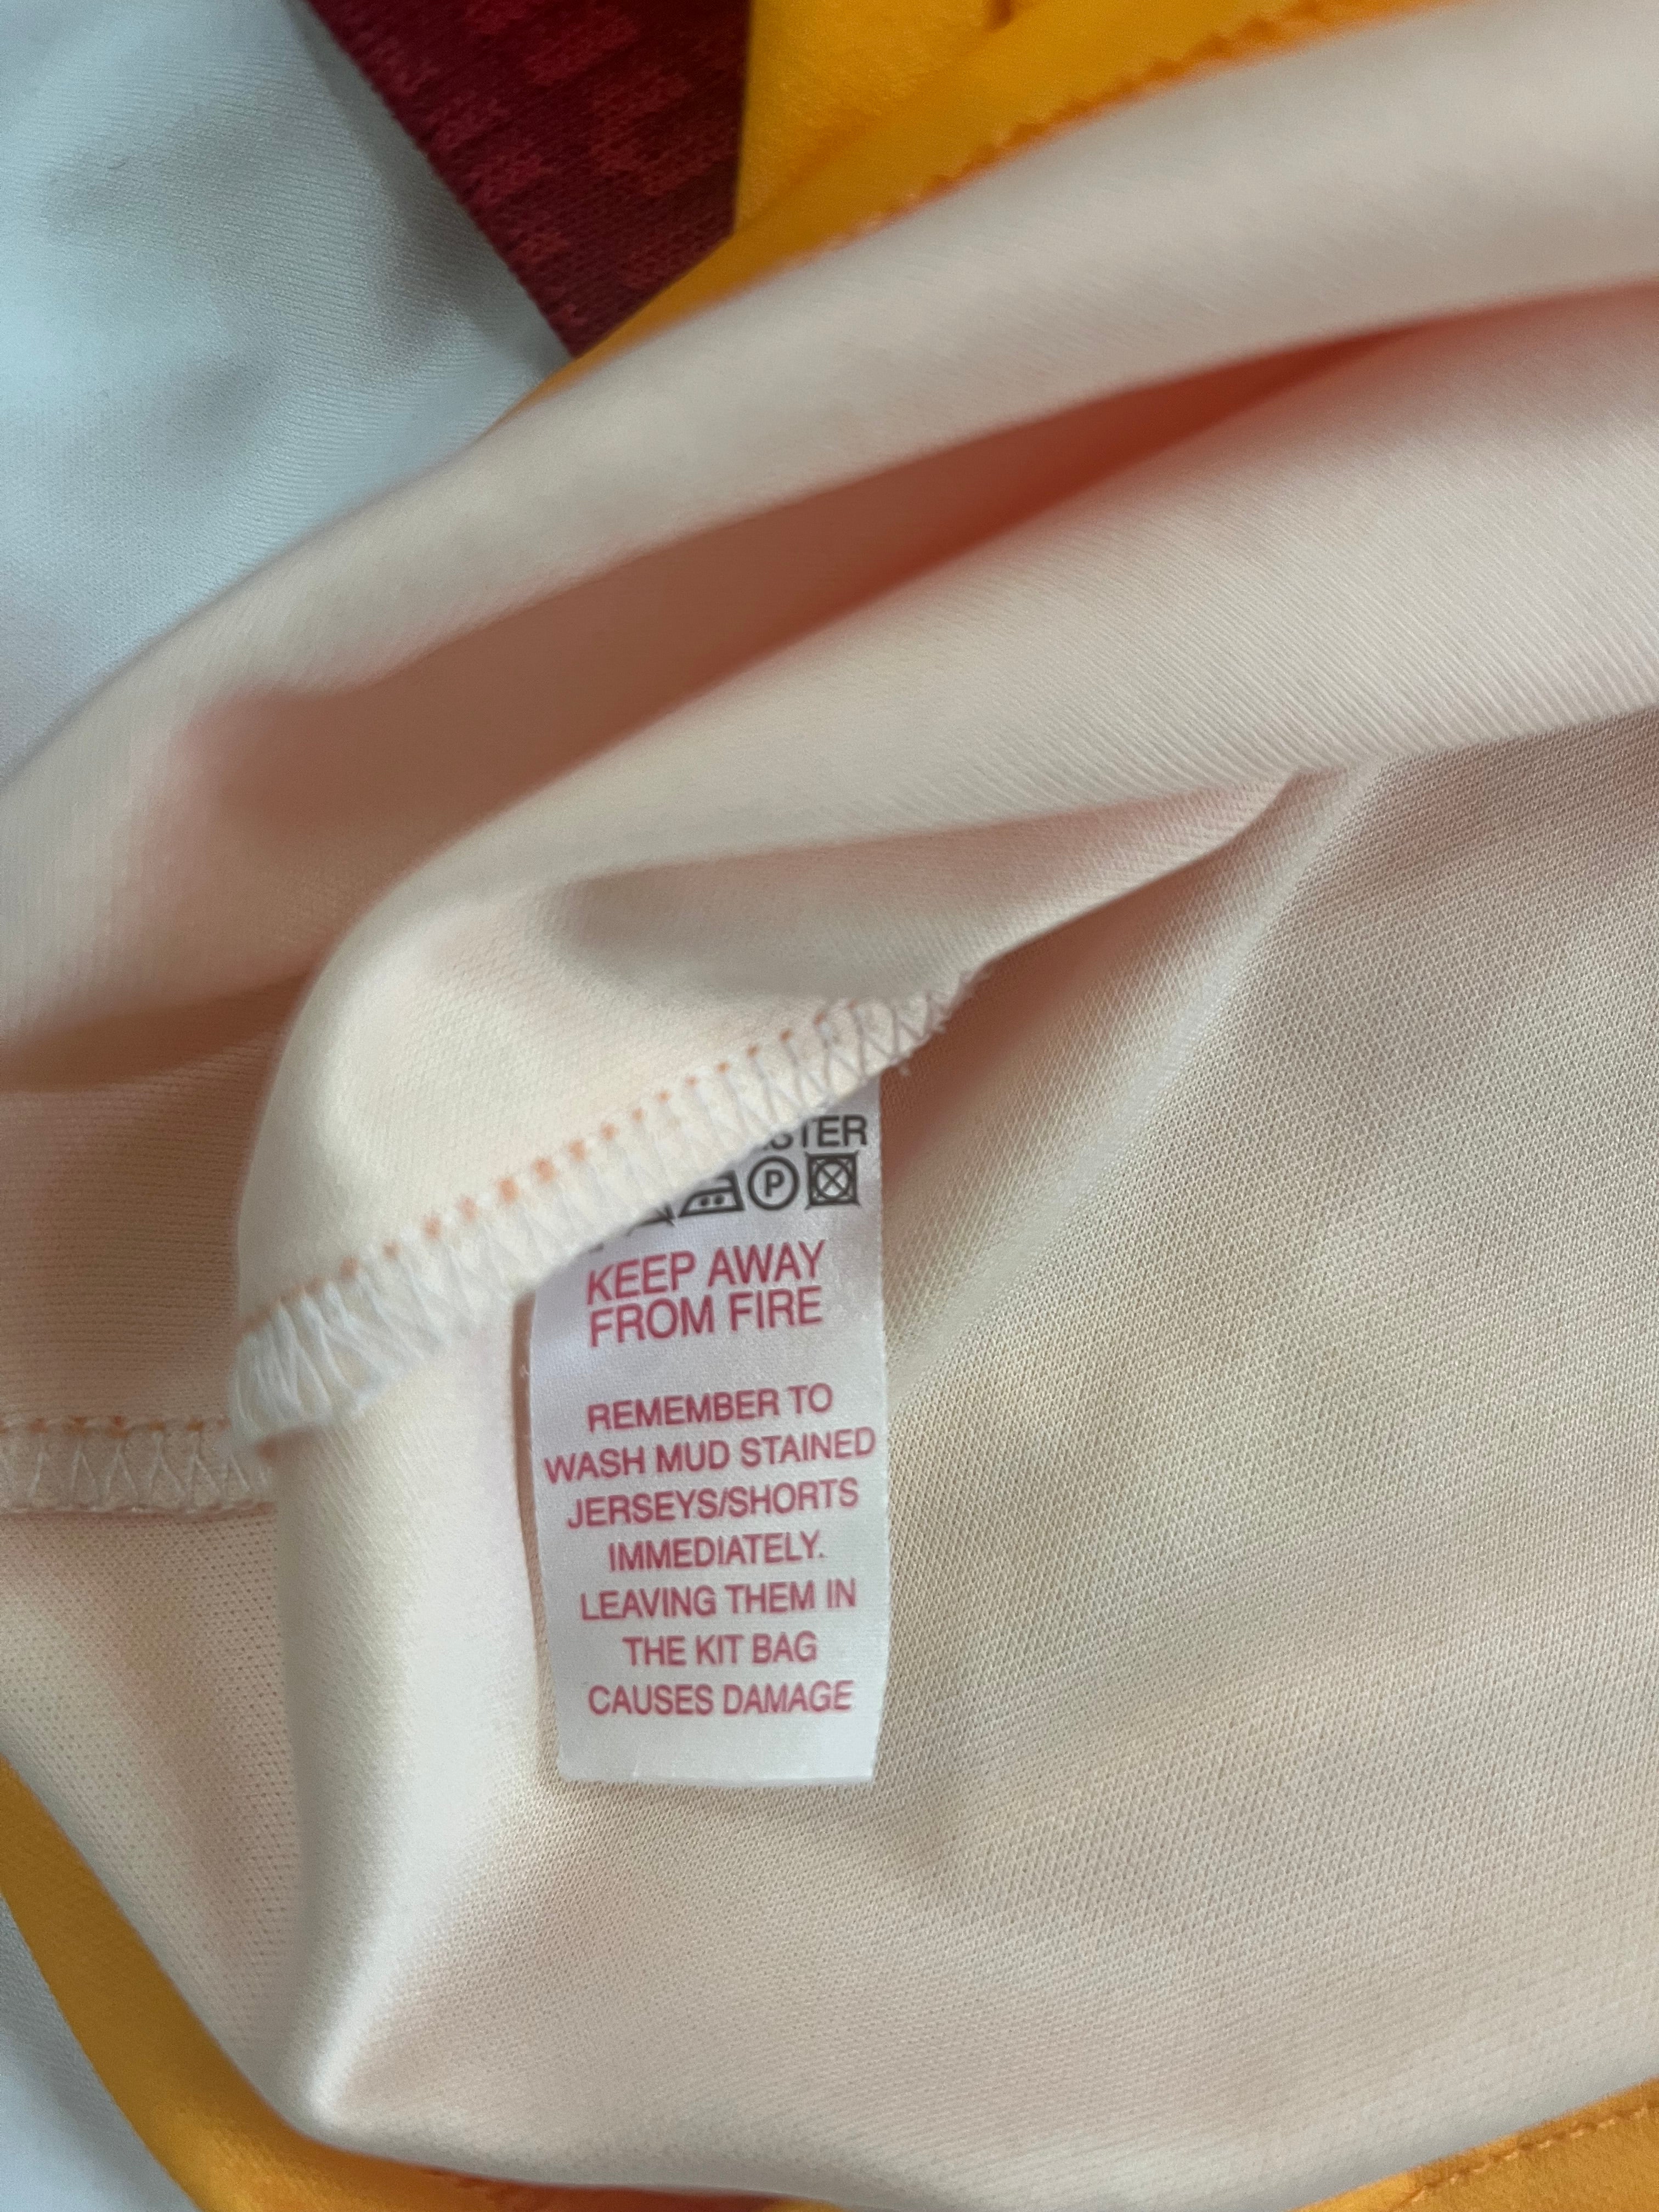 P
KEEP AWAY
FROM FIRE
REMEMBER TO
WASH MUD STAINED
JERSEYS/SHORTS
IMMEDIATELY.
LEAVING THEM IN
THE KIT BAG
CAUSES DAMAGE